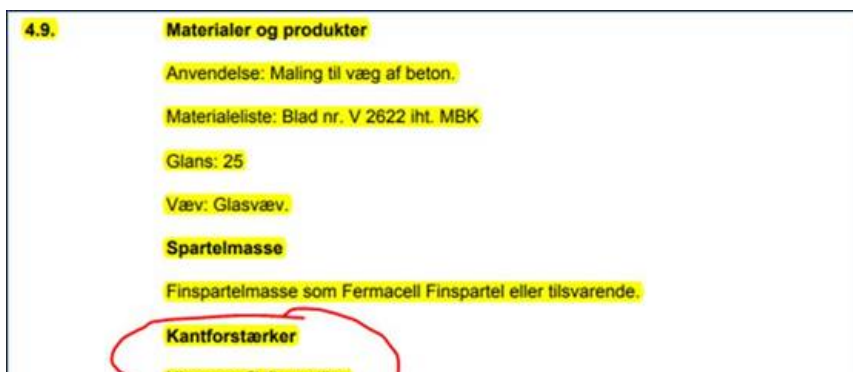 4.9. Materialer og produkter
Anvendelse: Maling til væg af beton.
Materialeliste: Blad nr. V 2622 iht. MBK
Glans: 25
Væv: Glasvæv.
Spartelmasse
Finspartelmasse som Fermacell Finspartel eller tilsvarende.
Kantforstærker